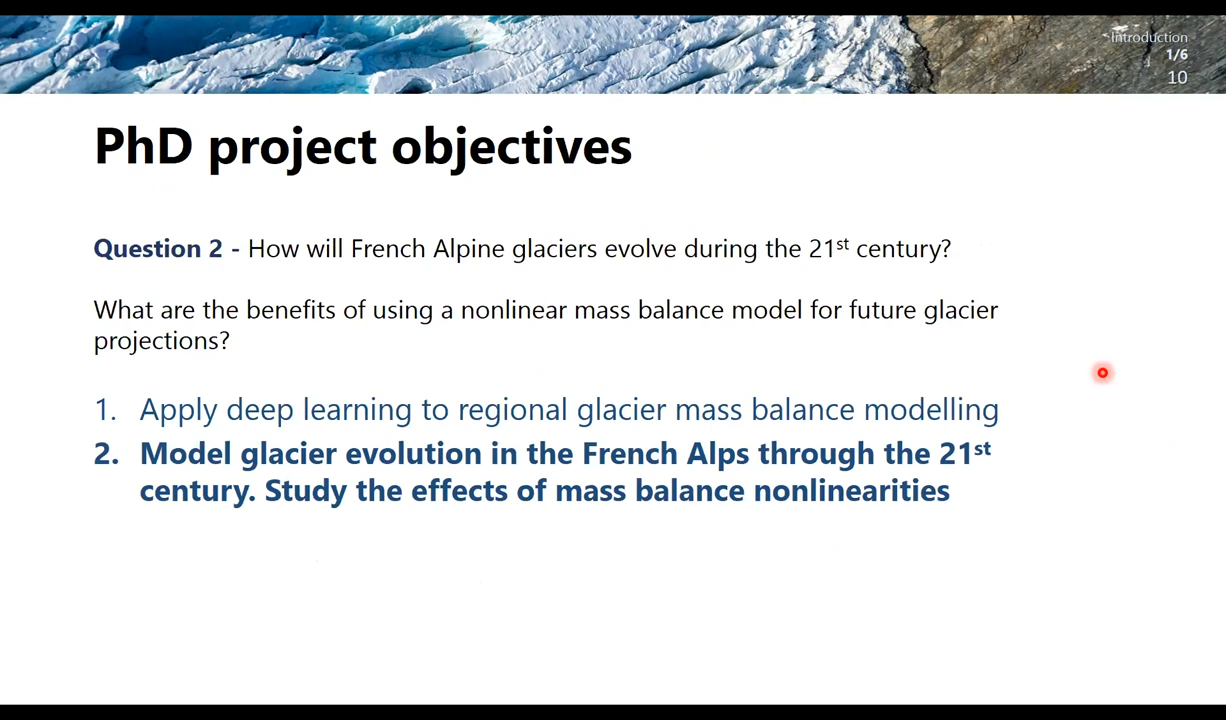 Introduction
1/6
10
PhD project objectives
Question 2 - How will French Alpine glaciers evolve during the 21st century?
What are the benefits of using a nonlinear mass balance model for future glacier
projections?
1. Apply deep learning to regional glacier mass balance modelling
2. Model glacier evolution in the French Alps through the 21st
century. Study the effects of mass balance nonlinearities